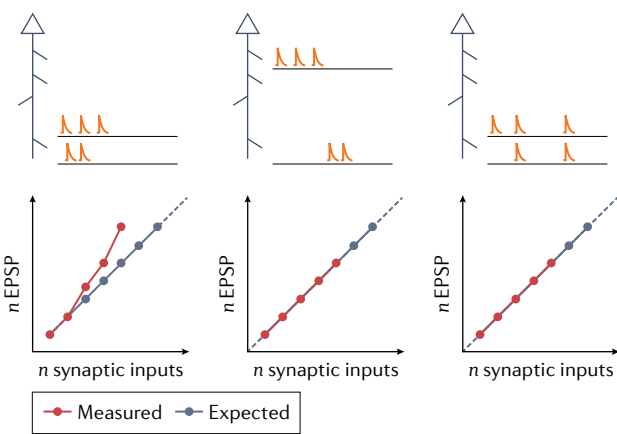 n EPSP
n synaptic inputs
n EPSP
n synaptic inputs
n EPSP
n synaptic inputs
Measured
Expected